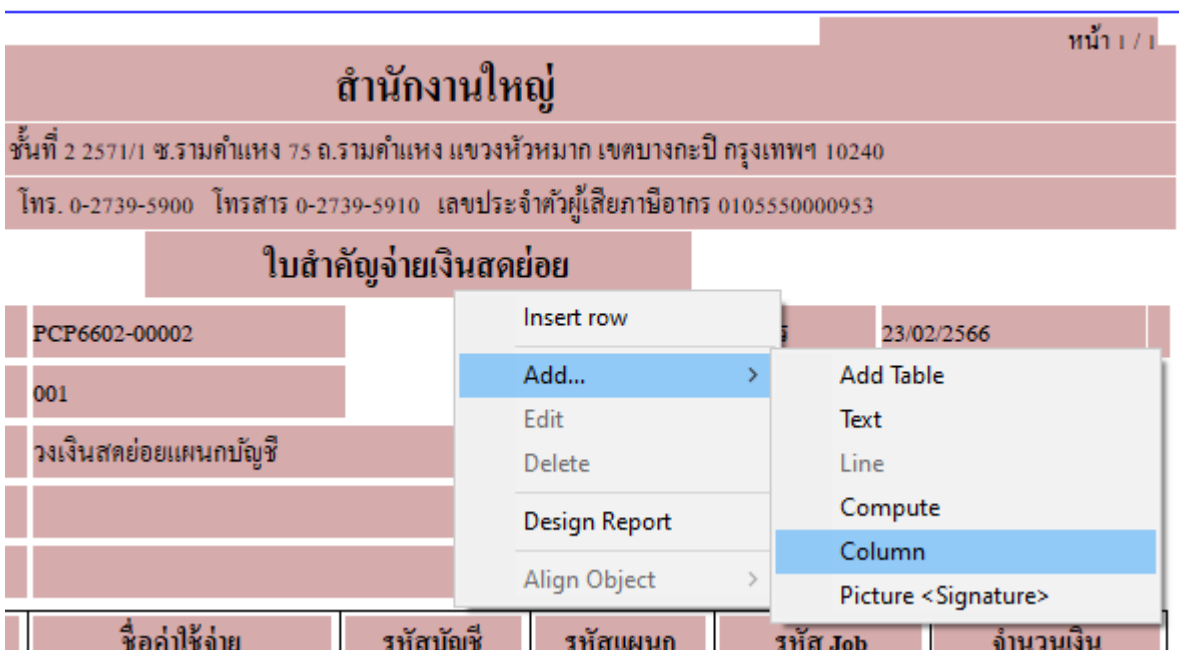 หน้า 1 / 1
สำนักงานใหญ่
ชั้นที่ 2 2571/1 ซ.รามคำแหง 75 ถ.รามคำแหง แขวงหัวหมาก เขตบางกะปิ กรุงเทพฯ 10240
โทร. 0-2739-5900 โทรสาร 0-2739-5910 เลขประจำตัวผู้เสียภาษีอากร 0105550000953
ใบสำคัญจ่ายเงินสดย่อย
PCP6602-00002
23/02/2566
001
วงเงินสดย่อยแผนกบัญชี
Insert row
Add...
Edit
Delete
Design Report
Align Object
Add Table
Text
Line
Compute
Column
Picture <Signature>
ชื่อค่าใช้จ่าย รหัสบัญชี รหัสแผนก รหัส Job จำนวนเงิน